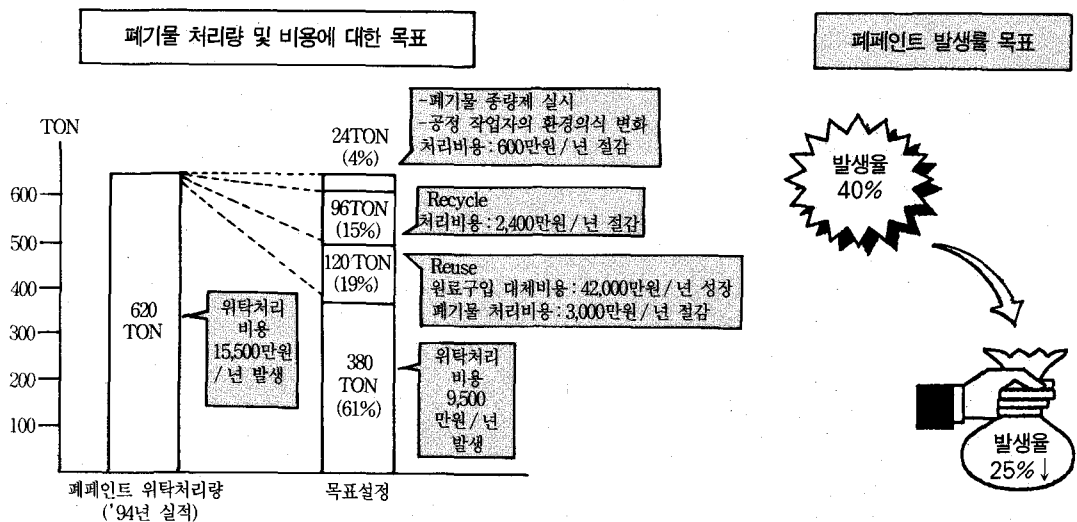 폐기물 처리량 및 비용에 대한 목표
폐페인트 발생률 목표
TON
600
500
400
300
200
100
620
TON
위탁처리
비용
15,500만원
/년 발생
24TON
(4%)
96TON
(15%)
120TON
(19%)
380
TON
(61%)
-폐기물 종량제 실시
-공정 작업자의 환경의식 변화
처리비용:600만원/년 절감
Recycle
처리비용:2,400만원/년 절감
Reuse
원료구입 대체비용:42,000만원/년 성장
폐기물 처리비용:3,000만원/년 절감
위탁처리
비용
9,500
만원/년
발생
폐페인트 위탁처리량
('94년 실적)
목표설정
발생율
40%
발생율
25%↓